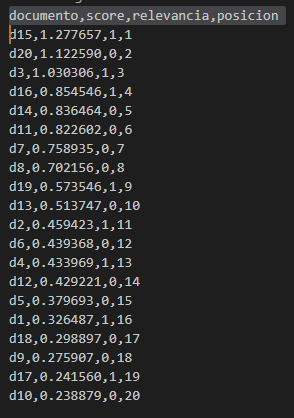 documento,score,relevancia,posicion
d15,1.277657,1,1
d20,1.122590,0,2
d3,1.030306,1,3
d16,0.854546,1,4
d14,0.836464,0,5
d11,0.822602,0,6
d7,0.758935,0,7
d8,0.702156,0,8
d19,0.573546,1,9
d13,0.513747,0,10
d2,0.459423,1,11
d6,0.439368,0,12
d4,0.433969,1,13
d12,0.429221,0,14
d5,0.379693,0,15
d1,0.326487,1,16
d18,0.298897,0,17
d9,0.275907,0,18
d17,0.241560,1,19
d10,0.238879,0,20